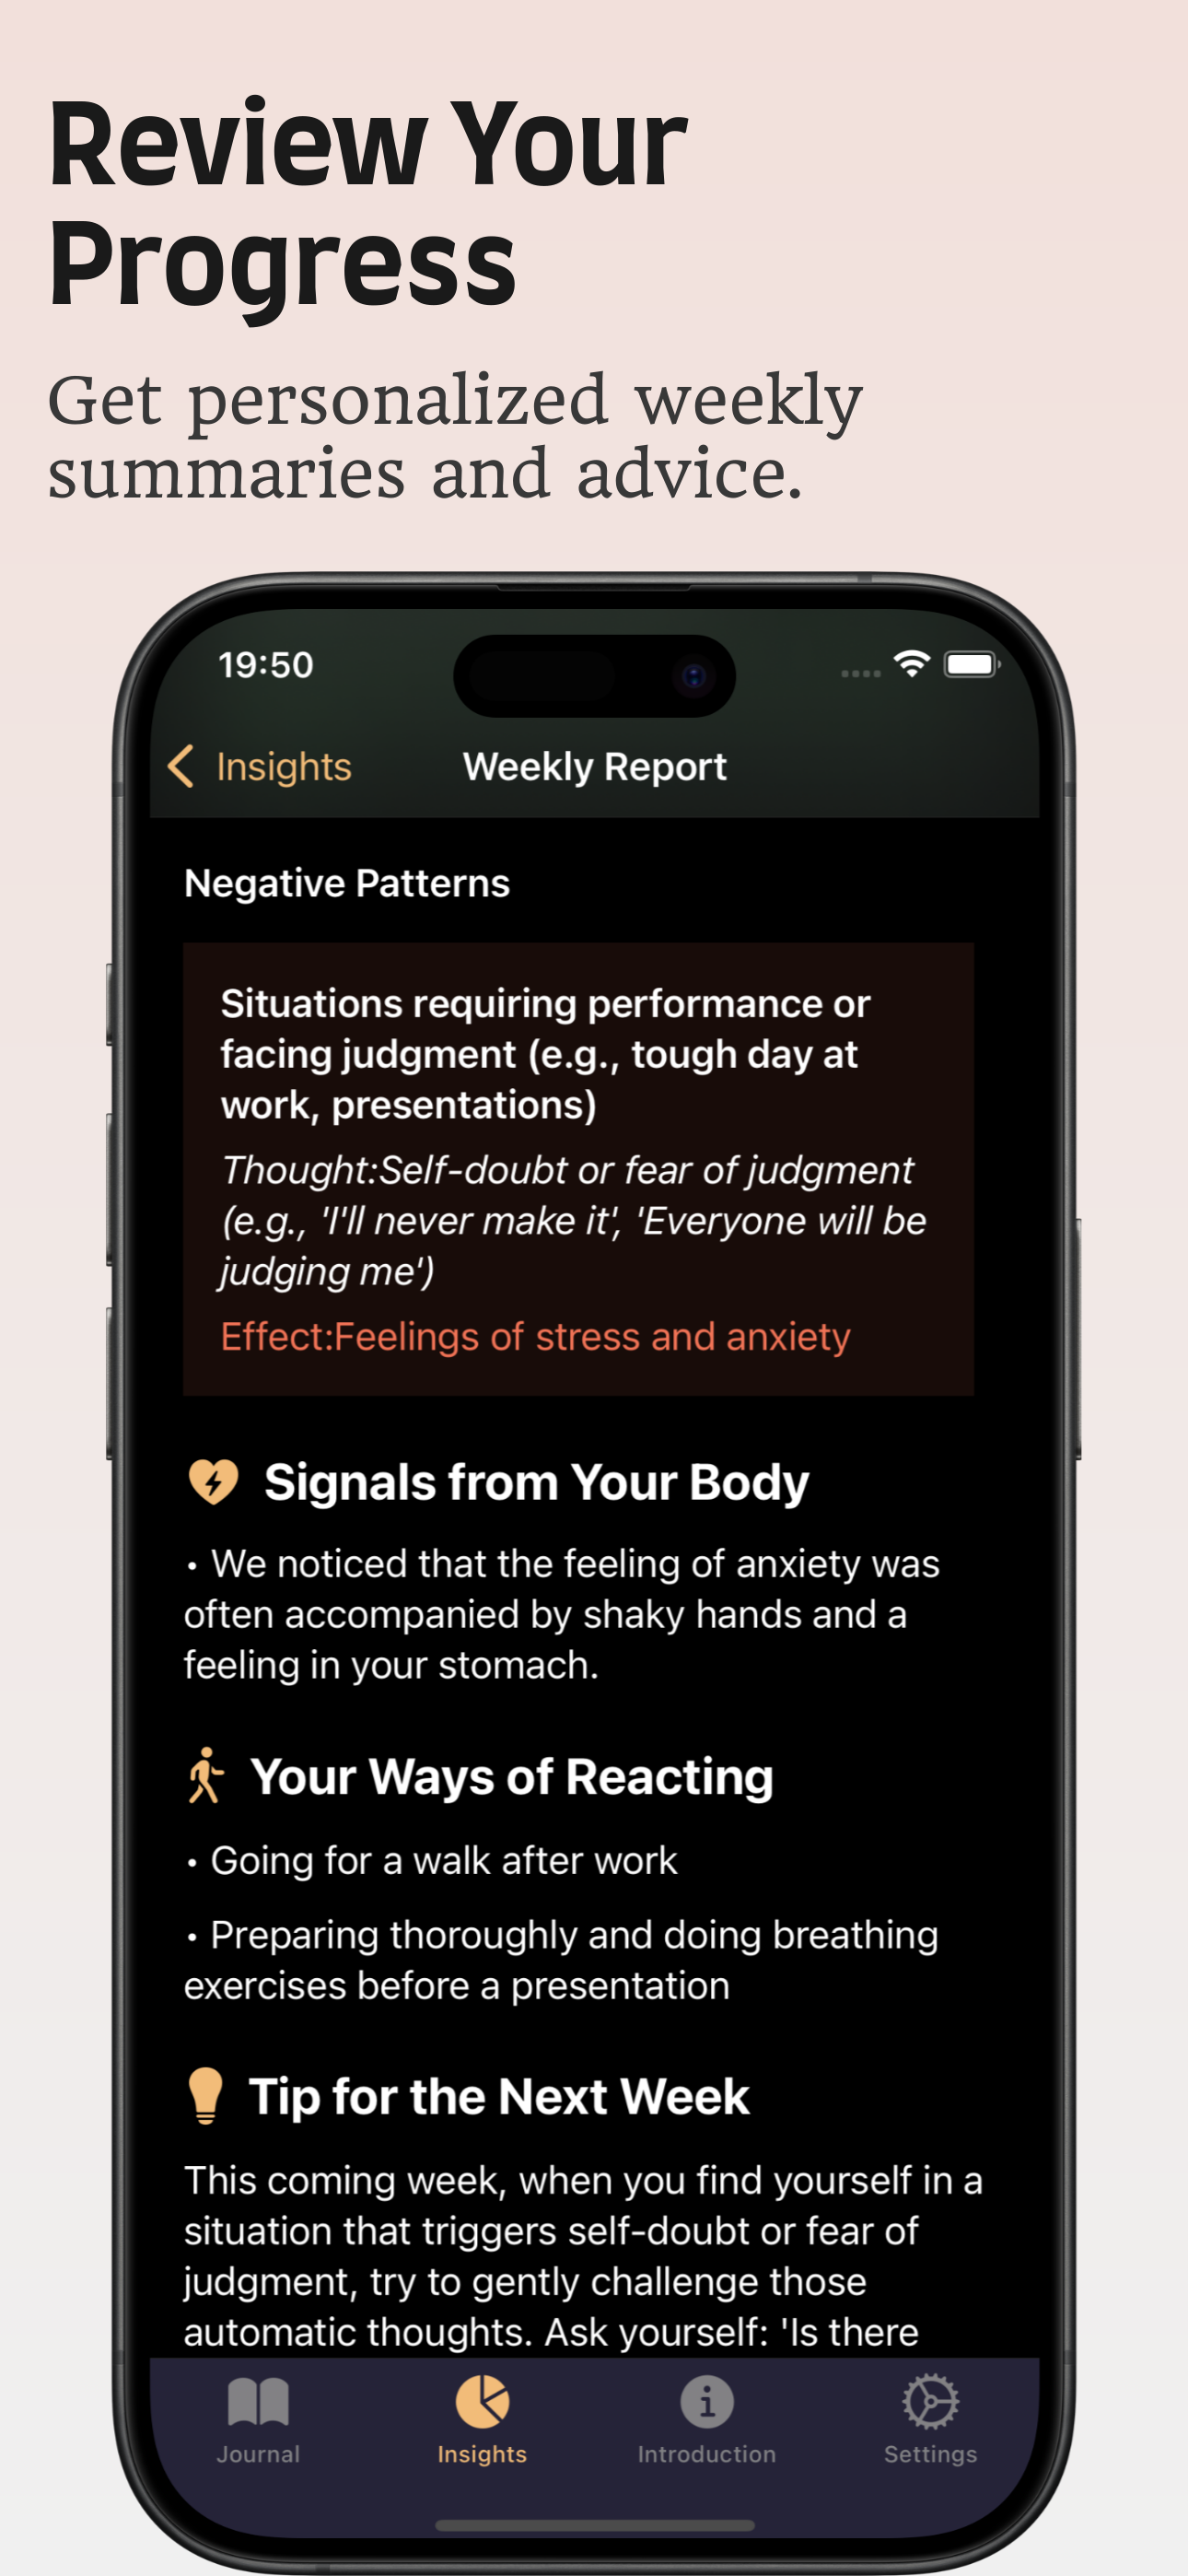 Review Your
Progress
Get personalized weekly
summaries and advice.
19:50
Insights
Weekly Report
Negative Patterns
Situations requiring performance or
facing judgment (e.g., tough day at
work, presentations)
Thought:Self-doubt or fear of judgment
(e.g., 'I'll never make it', 'Everyone will be
judging me')
Effect:Feelings of stress and anxiety
Signals from Your Body
• We noticed that the feeling of anxiety was
often accompanied by shaky hands and a
feeling in your stomach.
Your Ways of Reacting
• Going for a walk after work
• Preparing thoroughly and doing breathing
exercises before a presentation
Tip for the Next Week
This coming week, when you find yourself in a
situation that triggers self-doubt or fear of
judgment, try to gently challenge those
automatic thoughts. Ask yourself: 'Is there
Journal
Insights
Introduction
Settings